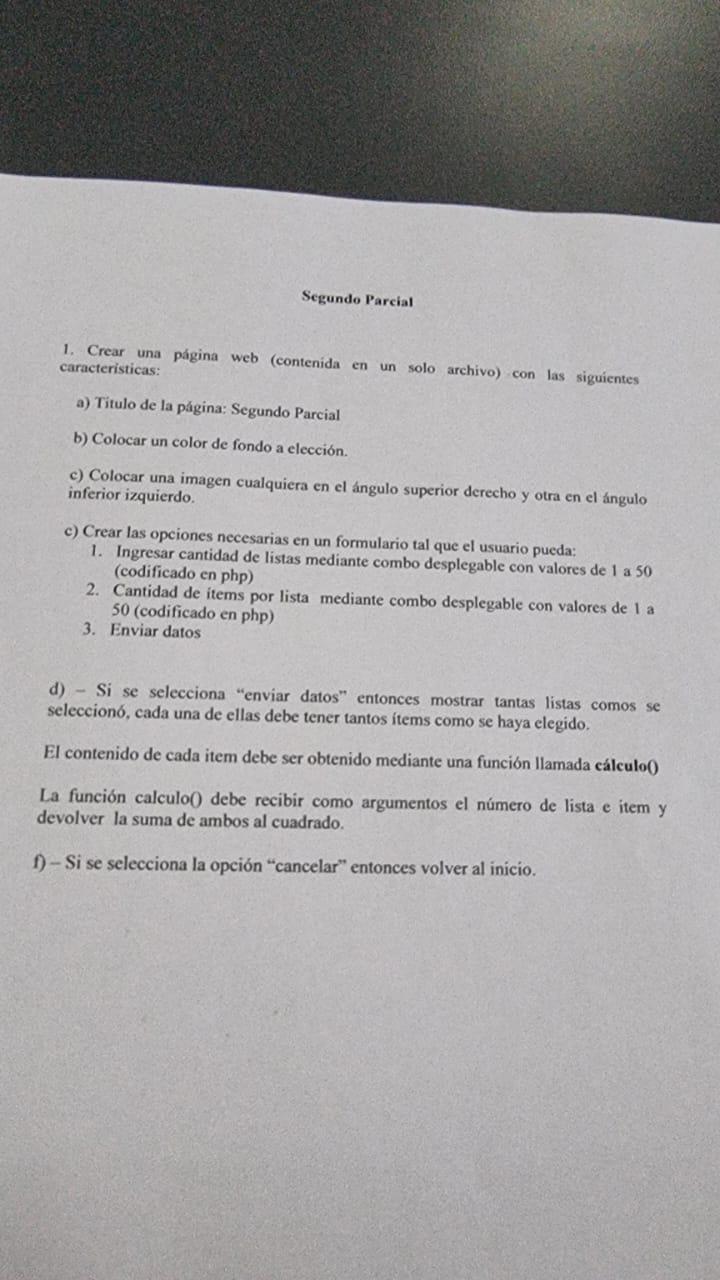 Segundo Parcial
1. Crear una página web (contenida en un solo archivo) con las siguientes
características:
a) Titulo de la página: Segundo Parcial
b) Colocar un color de fondo a elección.
c) Colocar una imagen cualquiera en el ángulo superior derecho y otra en el ángulo
inferior izquierdo.
c) Crear las opciones necesarias en un formulario tal que el usuario pueda:
1. Ingresar cantidad de listas mediante combo desplegable con valores de 1 a 50
(codificado en php)
2. Cantidad de ítems por lista mediante combo desplegable con valores de 1 a
50 (codificado en php)
3. Enviar datos
d) – Si se selecciona “enviar datos” entonces mostrar tantas listas comos se
seleccionó, cada una de ellas debe tener tantos ítems como se haya elegido.
El contenido de cada item debe ser obtenido mediante una función llamada cálculo()
La función calculo() debe recibir como argumentos el número de lista e item y
devolver la suma de ambos al cuadrado.
f) – Si se selecciona la opción “cancelar” entonces volver al inicio.